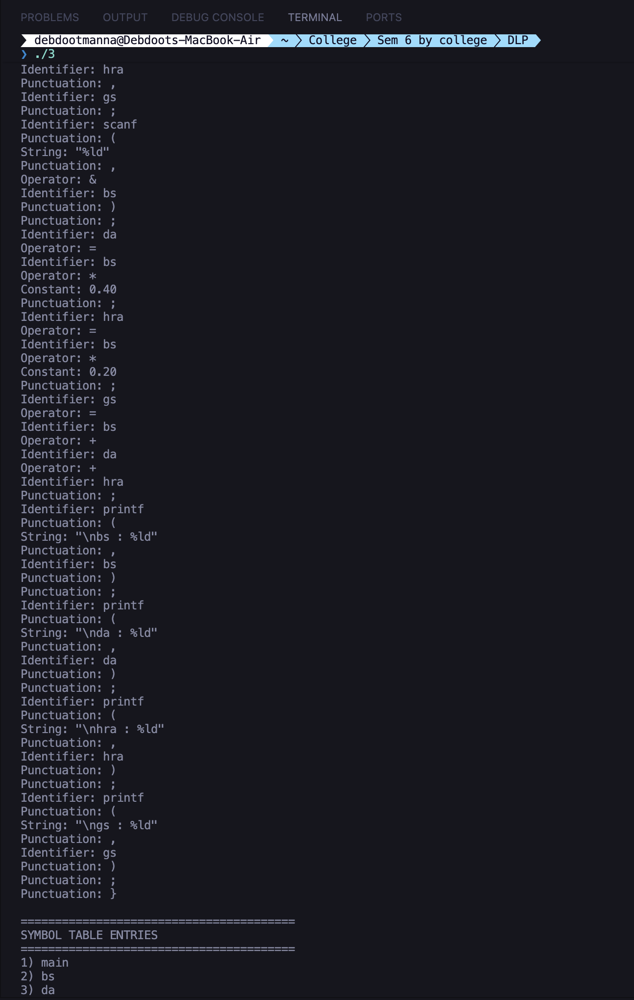 PROBLEMS OUTPUT DEBUG CONSOLE TERMINAL PORTS
debdootmanna@Debdoots-MacBook-Air ~ College Sem 6 by college DLP
❯ ./3
Identifier: hra
Punctuation: ,
Identifier: gs
Punctuation: ;
Identifier: scanf
Punctuation: (
String: "%ld"
Punctuation: ,
Operator: &
Identifier: bs
Punctuation: )
Punctuation: ;
Identifier: da
Operator: =
Identifier: bs
Operator: *
Constant: 0.40
Punctuation: ;
Identifier: hra
Operator: =
Identifier: bs
Operator: *
Constant: 0.20
Punctuation: ;
Identifier: gs
Operator: =
Identifier: bs
Operator: +
Identifier: da
Operator: +
Identifier: hra
Punctuation: ;
Identifier: printf
Punctuation: (
String: "\nbs : %ld"
Punctuation: ,
Identifier: bs
Punctuation: )
Punctuation: ;
Identifier: printf
Punctuation: (
String: "\nda : %ld"
Punctuation: ,
Identifier: da
Punctuation: )
Punctuation: ;
Identifier: printf
Punctuation: (
String: "\nhra : %ld"
Punctuation: ,
Identifier: hra
Punctuation: )
Punctuation: ;
Identifier: printf
Punctuation: (
String: "\ngs : %ld"
Punctuation: ,
Identifier: gs
Punctuation: )
Punctuation: ;
Punctuation: }
========================================
SYMBOL TABLE ENTRIES
========================================
1) main
2) bs
3) da